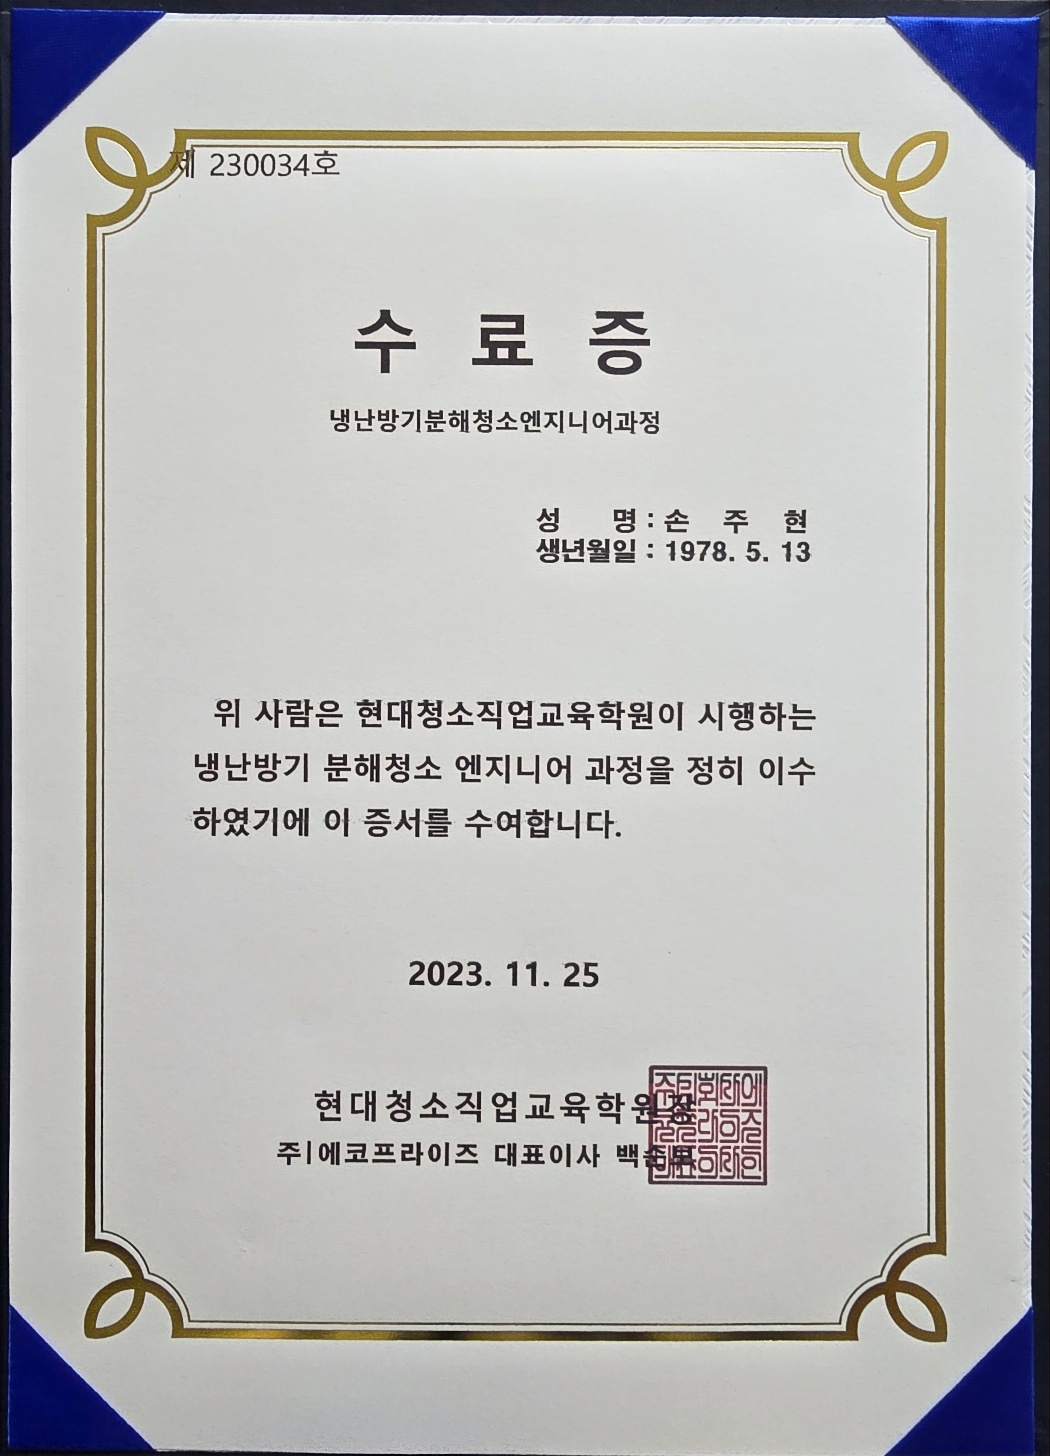 제 230034호
수 료 증
냉난방기분해청소엔지니어과정
성 명 : 손 주 현
생년월일 : 1978. 5. 13
위 사람은 현대청소직업교육학원이 시행하는
냉난방기 분해청소 엔지니어 과정을 정히 이수
하였기에 이 증서를 수여합니다.
2023. 11. 25
현대청소직업교육학원장
주|에코프라이즈 대표이사